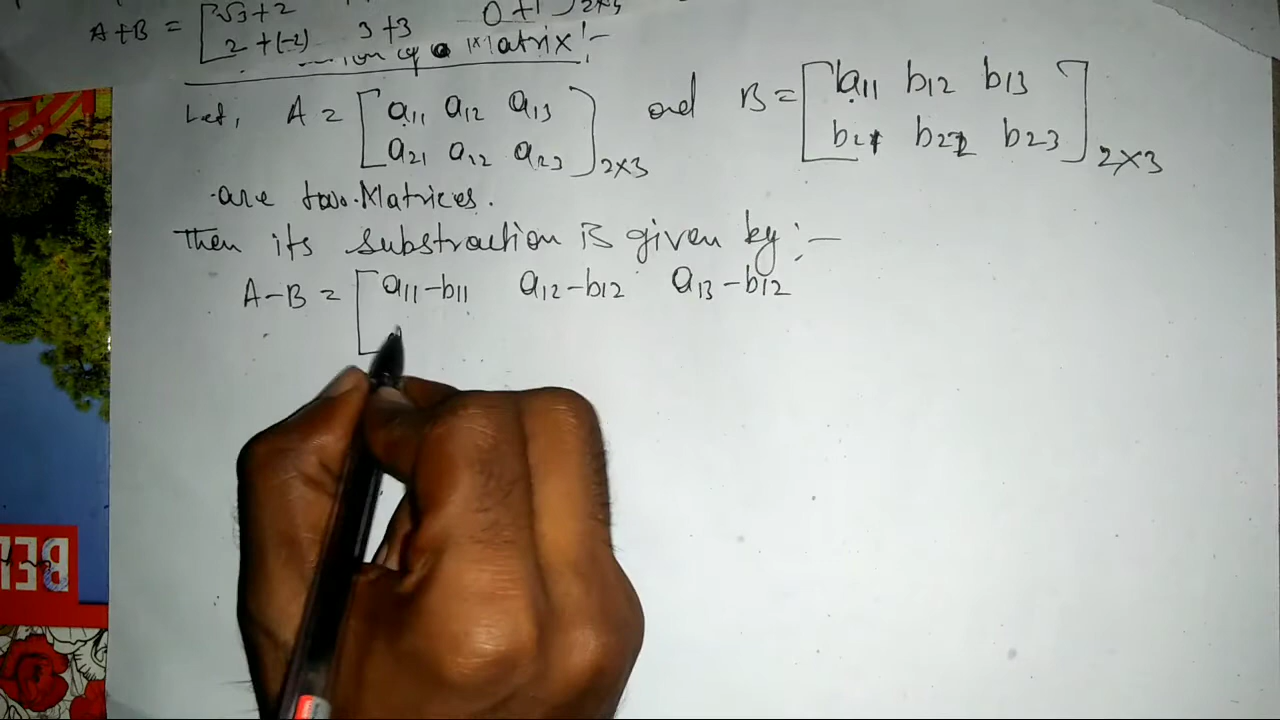 A+B = [√3+2 0+1]2×3
2+(-2) 3+3
of a Matrix :-
Let, A = [a11 a12 a13 and B = [b11 b12 b13
a21 a12 a23]2×3 b21 b22 b23]2×3
are two Matrices.
Then its substraction is given by :-
A-B = [a11-b11 a12-b12 a13-b12
BEF